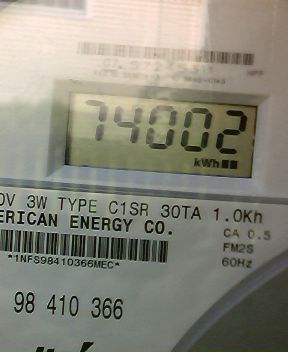 74002
kWh
0V 3W TYPE C1SR 30TA 1.0Kh
ERICAN ENERGY CO.
CA 0.5
FM2S
*1NFS98410366MEC*
60Hz
98 410 366